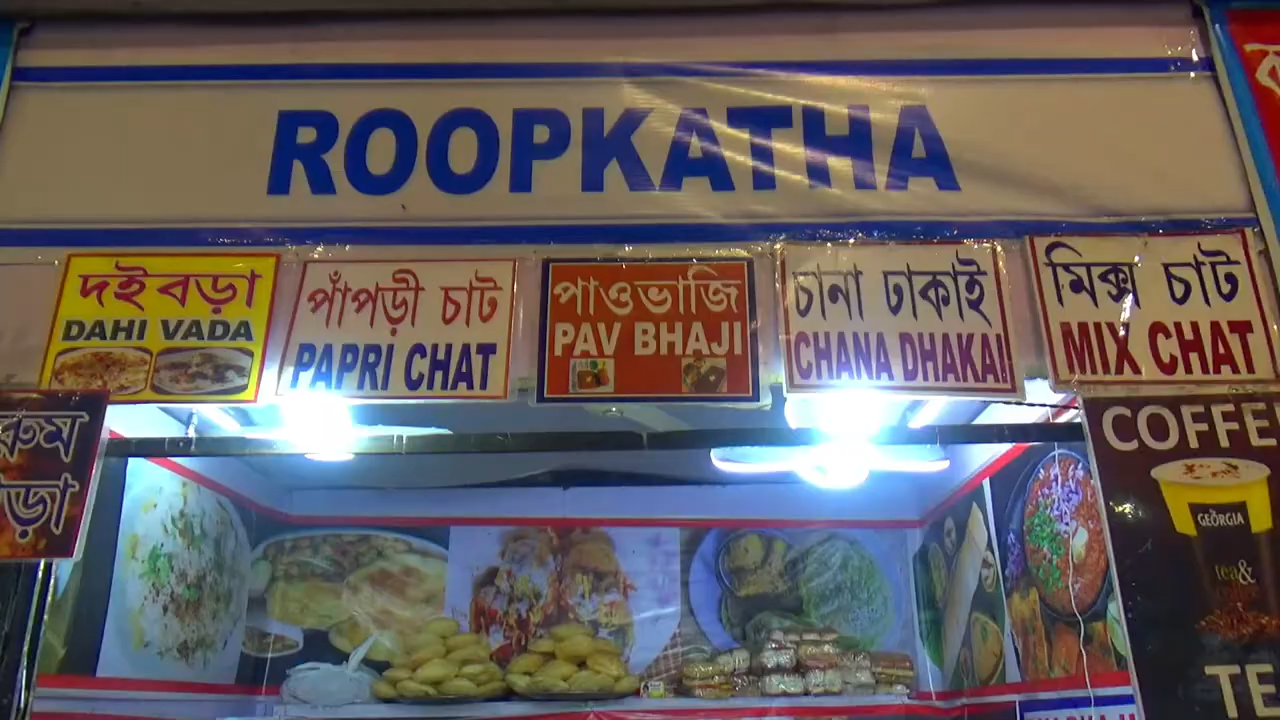 ROOPKATHA
দইবড়া
DAHI VADA
পাঁপড়ী চাট
PAPRI CHAT
পাওভাজি
PAV BHAJI
চানা ঢাকাই
CHANA DHAKAI
মিক্স চাট
MIX CHAT
COFFE
GEORGIA
tea&
TE